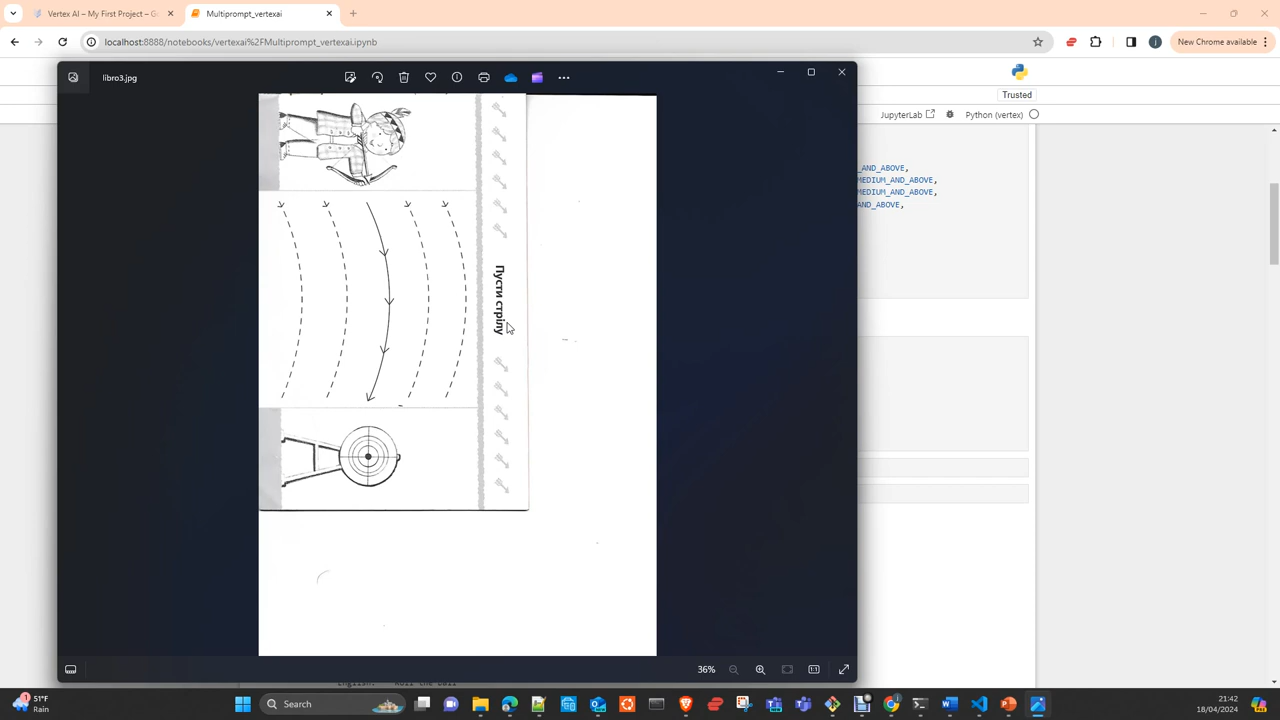 Vertex AI – My First Project – G
Multiprompt_vertexai
localhost:8888/notebooks/vertexai%2FMultiprompt_vertexai.ipynb
New Chrome available
libro3.jpg
Trusted
JupyterLab
Python (vertex)
_AND_ABOVE,
MEDIUM_AND_ABOVE,
MEDIUM_AND_ABOVE,
AND_ABOVE,
Пусти стрілу
36%
1
51°F
Rain
Search
21:42
18/04/2024